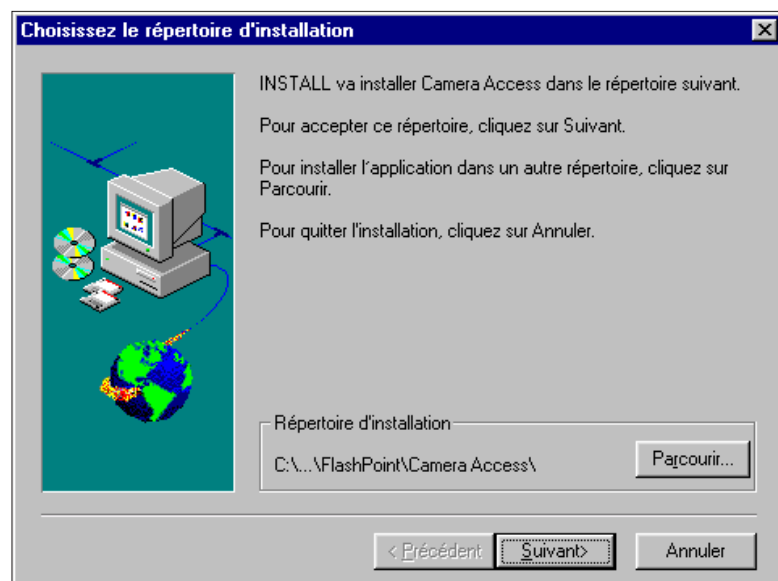 Choisissez le répertoire d'installation
INSTALL va installer Camera Access dans le répertoire suivant.
Pour accepter ce répertoire, cliquez sur Suivant.
Pour installer l'application dans un autre répertoire, cliquez sur
Parcourir.
Pour quitter l'installation, cliquez sur Annuler.
Répertoire d'installation
C:\...\FlashPoint\Camera Access\
Parcourir...
< Précédent
Suivant>
Annuler